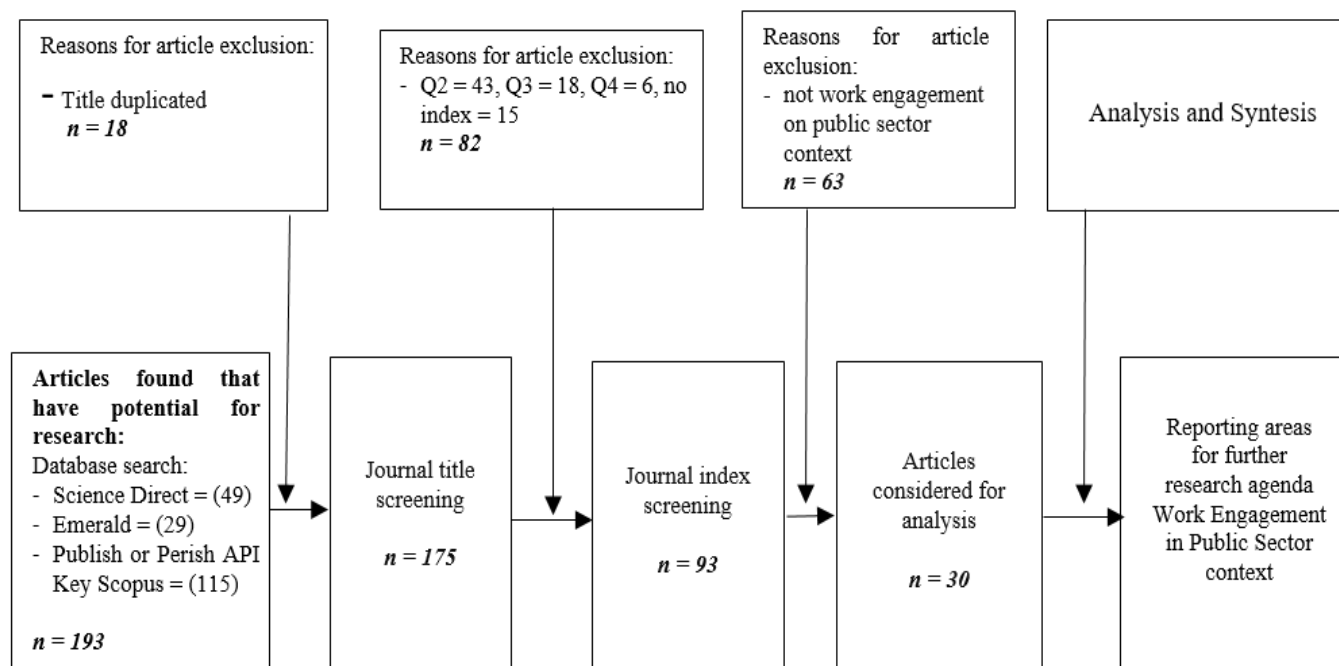 Reasons for article exclusion:
- Title duplicated
n = 18
Reasons for article exclusion:
- Q2 = 43, Q3 = 18, Q4 = 6, no
index = 15
n = 82
Reasons for article
exclusion:
- not work engagement
on public sector
context
n = 63
Analysis and Syntesis
Articles found that
have potential for
research:
Database search:
- Science Direct = (49)
- Emerald = (29)
- Publish or Perish API
Key Scopus = (115)
n = 193
Journal title
screening
n = 175
Journal index
screening
n = 93
Articles
considered for
analysis
n = 30
Reporting areas
for further
research agenda
Work Engagement
in Public Sector
context